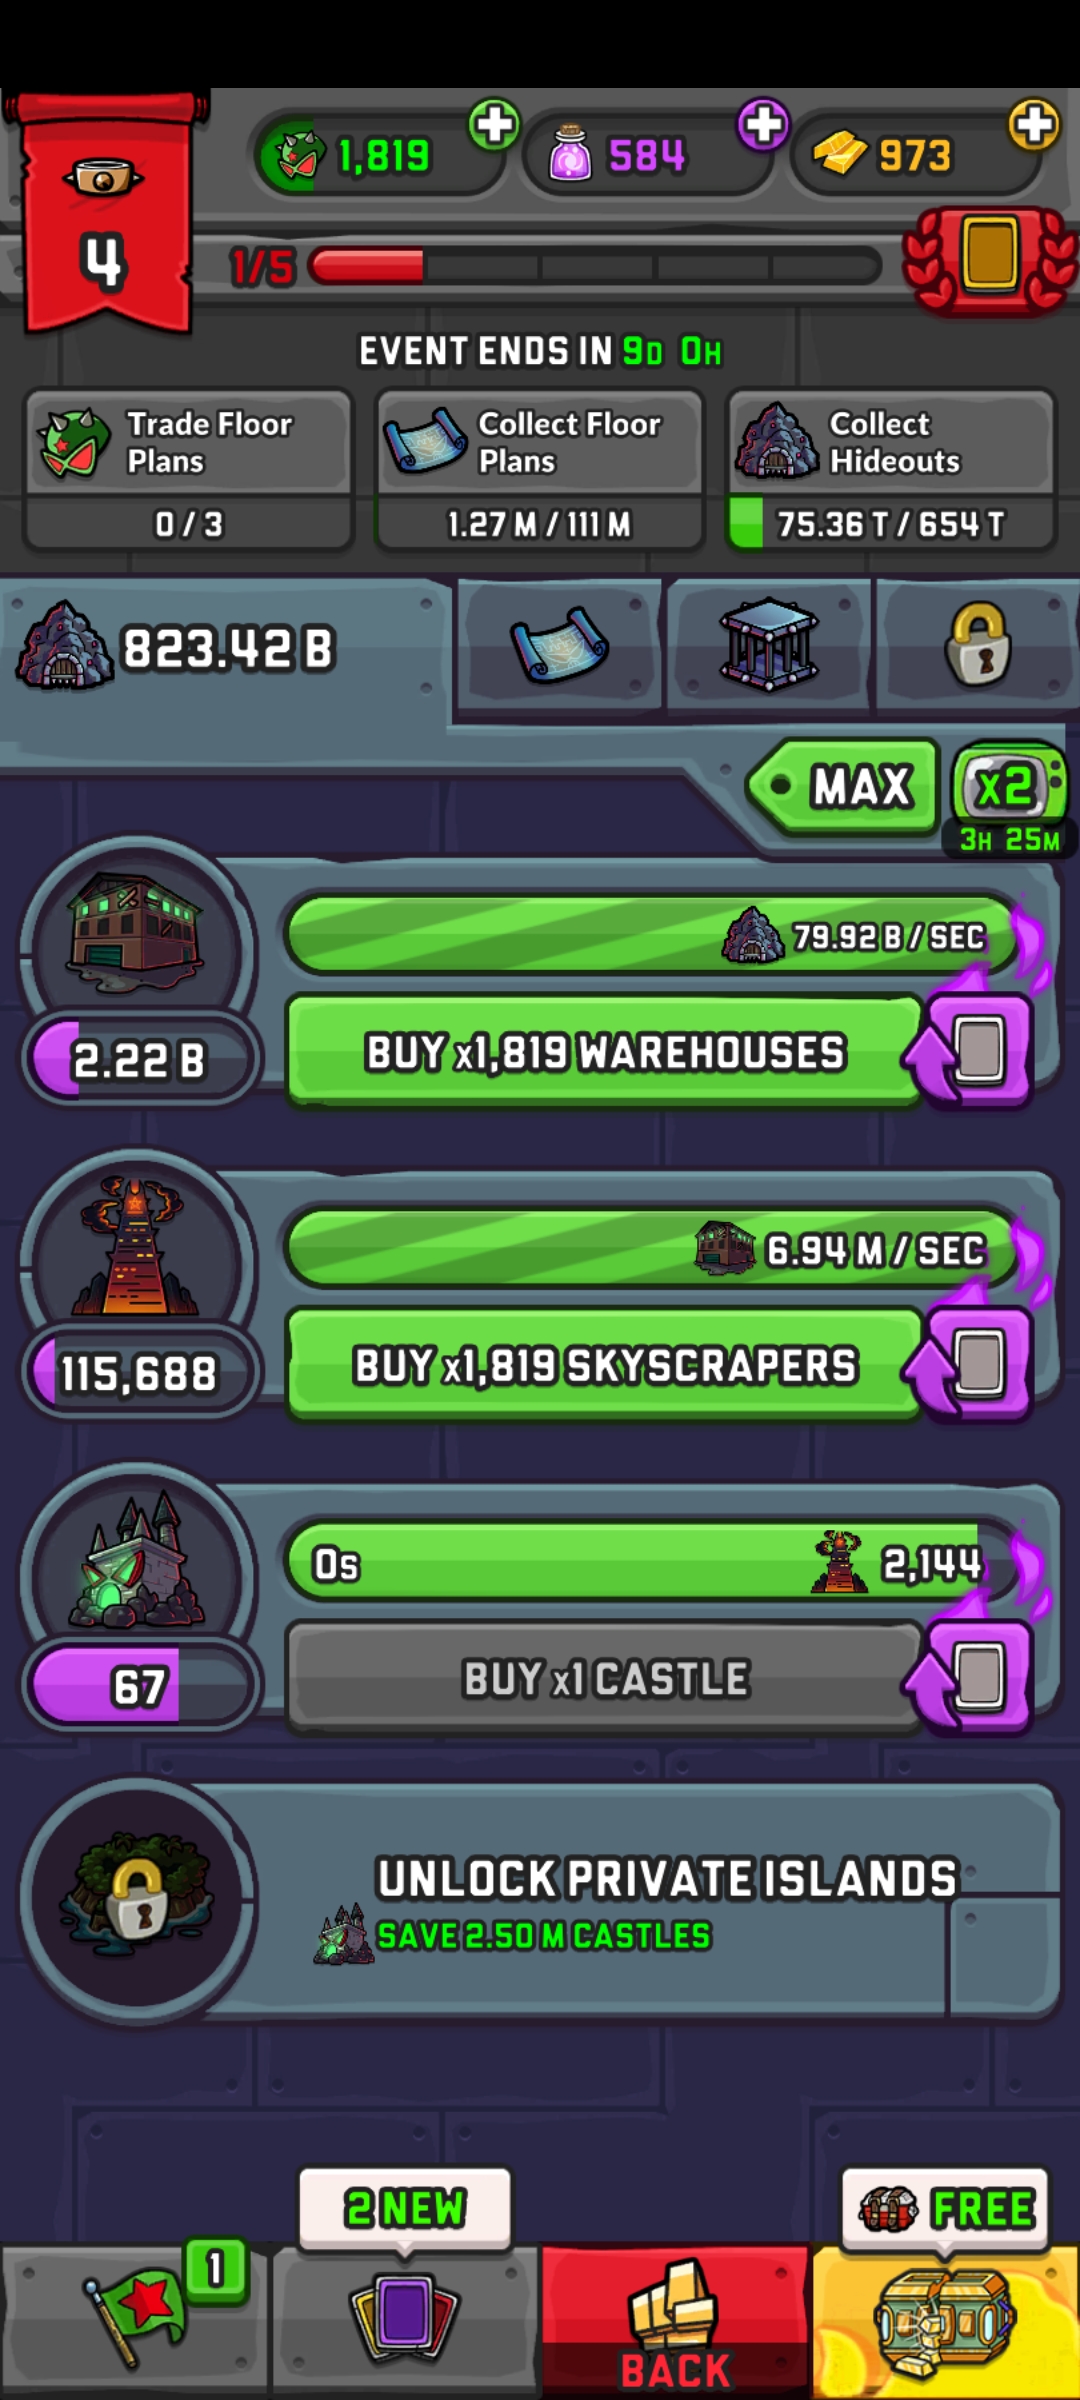 1,819
584
973
4
1/5
EVENT ENDS IN 9D 0H
Trade Floor
Plans
0 / 3
Collect Floor
Plans
1.27 M / 111 M
Collect
Hideouts
75.36 T / 654 T
823.42 B
MAX
x2
3H 25M
79.92 B / SEC
2.22 B
BUY x1,819 WAREHOUSES
6.94 M / SEC
115,688
BUY x1,819 SKYSCRAPERS
0s
2,144
67
BUY x1 CASTLE
UNLOCK PRIVATE ISLANDS
SAVE 2.50 M CASTLES
2 NEW
FREE
1
BACK